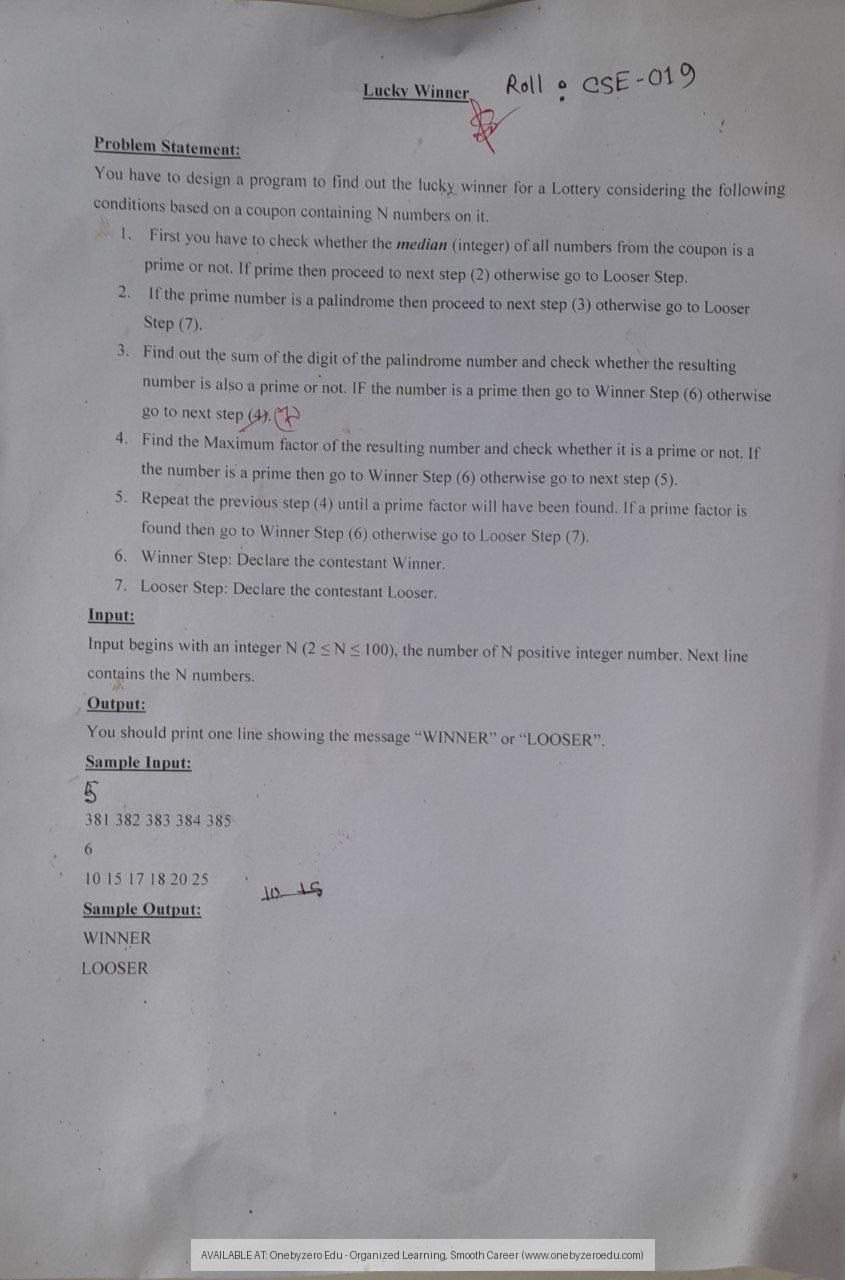 Lucky Winner Roll : CSE-019
Problem Statement:
You have to design a program to find out the lucky winner for a Lottery considering the following
conditions based on a coupon containing N numbers on it.
1. First you have to check whether the median (integer) of all numbers from the coupon is a
prime or not. If prime then proceed to next step (2) otherwise go to Looser Step.
2. If the prime number is a palindrome then proceed to next step (3) otherwise go to Looser
Step (7).
3. Find out the sum of the digit of the palindrome number and check whether the resulting
number is also a prime or not. IF the number is a prime then go to Winner Step (6) otherwise
go to next step (4). (7)
4. Find the Maximum factor of the resulting number and check whether it is a prime or not. If
the number is a prime then go to Winner Step (6) otherwise go to next step (5).
5. Repeat the previous step (4) until a prime factor will have been found. If a prime factor is
found then go to Winner Step (6) otherwise go to Looser Step (7).
6. Winner Step: Declare the contestant Winner.
7. Looser Step: Declare the contestant Looser.
Input:
Input begins with an integer N (2 ≤ N ≤ 100), the number of N positive integer number. Next line
contains the N numbers.
Output:
You should print one line showing the message “WINNER” or “LOOSER”.
Sample Input:
5
381 382 383 384 385
6
10 15 17 18 20 25
10 15
Sample Output:
WINNER
LOOSER
AVAILABLE AT: Onebyzero Edu - Organized Learning, Smooth Career (www.onebyzeroedu.com)